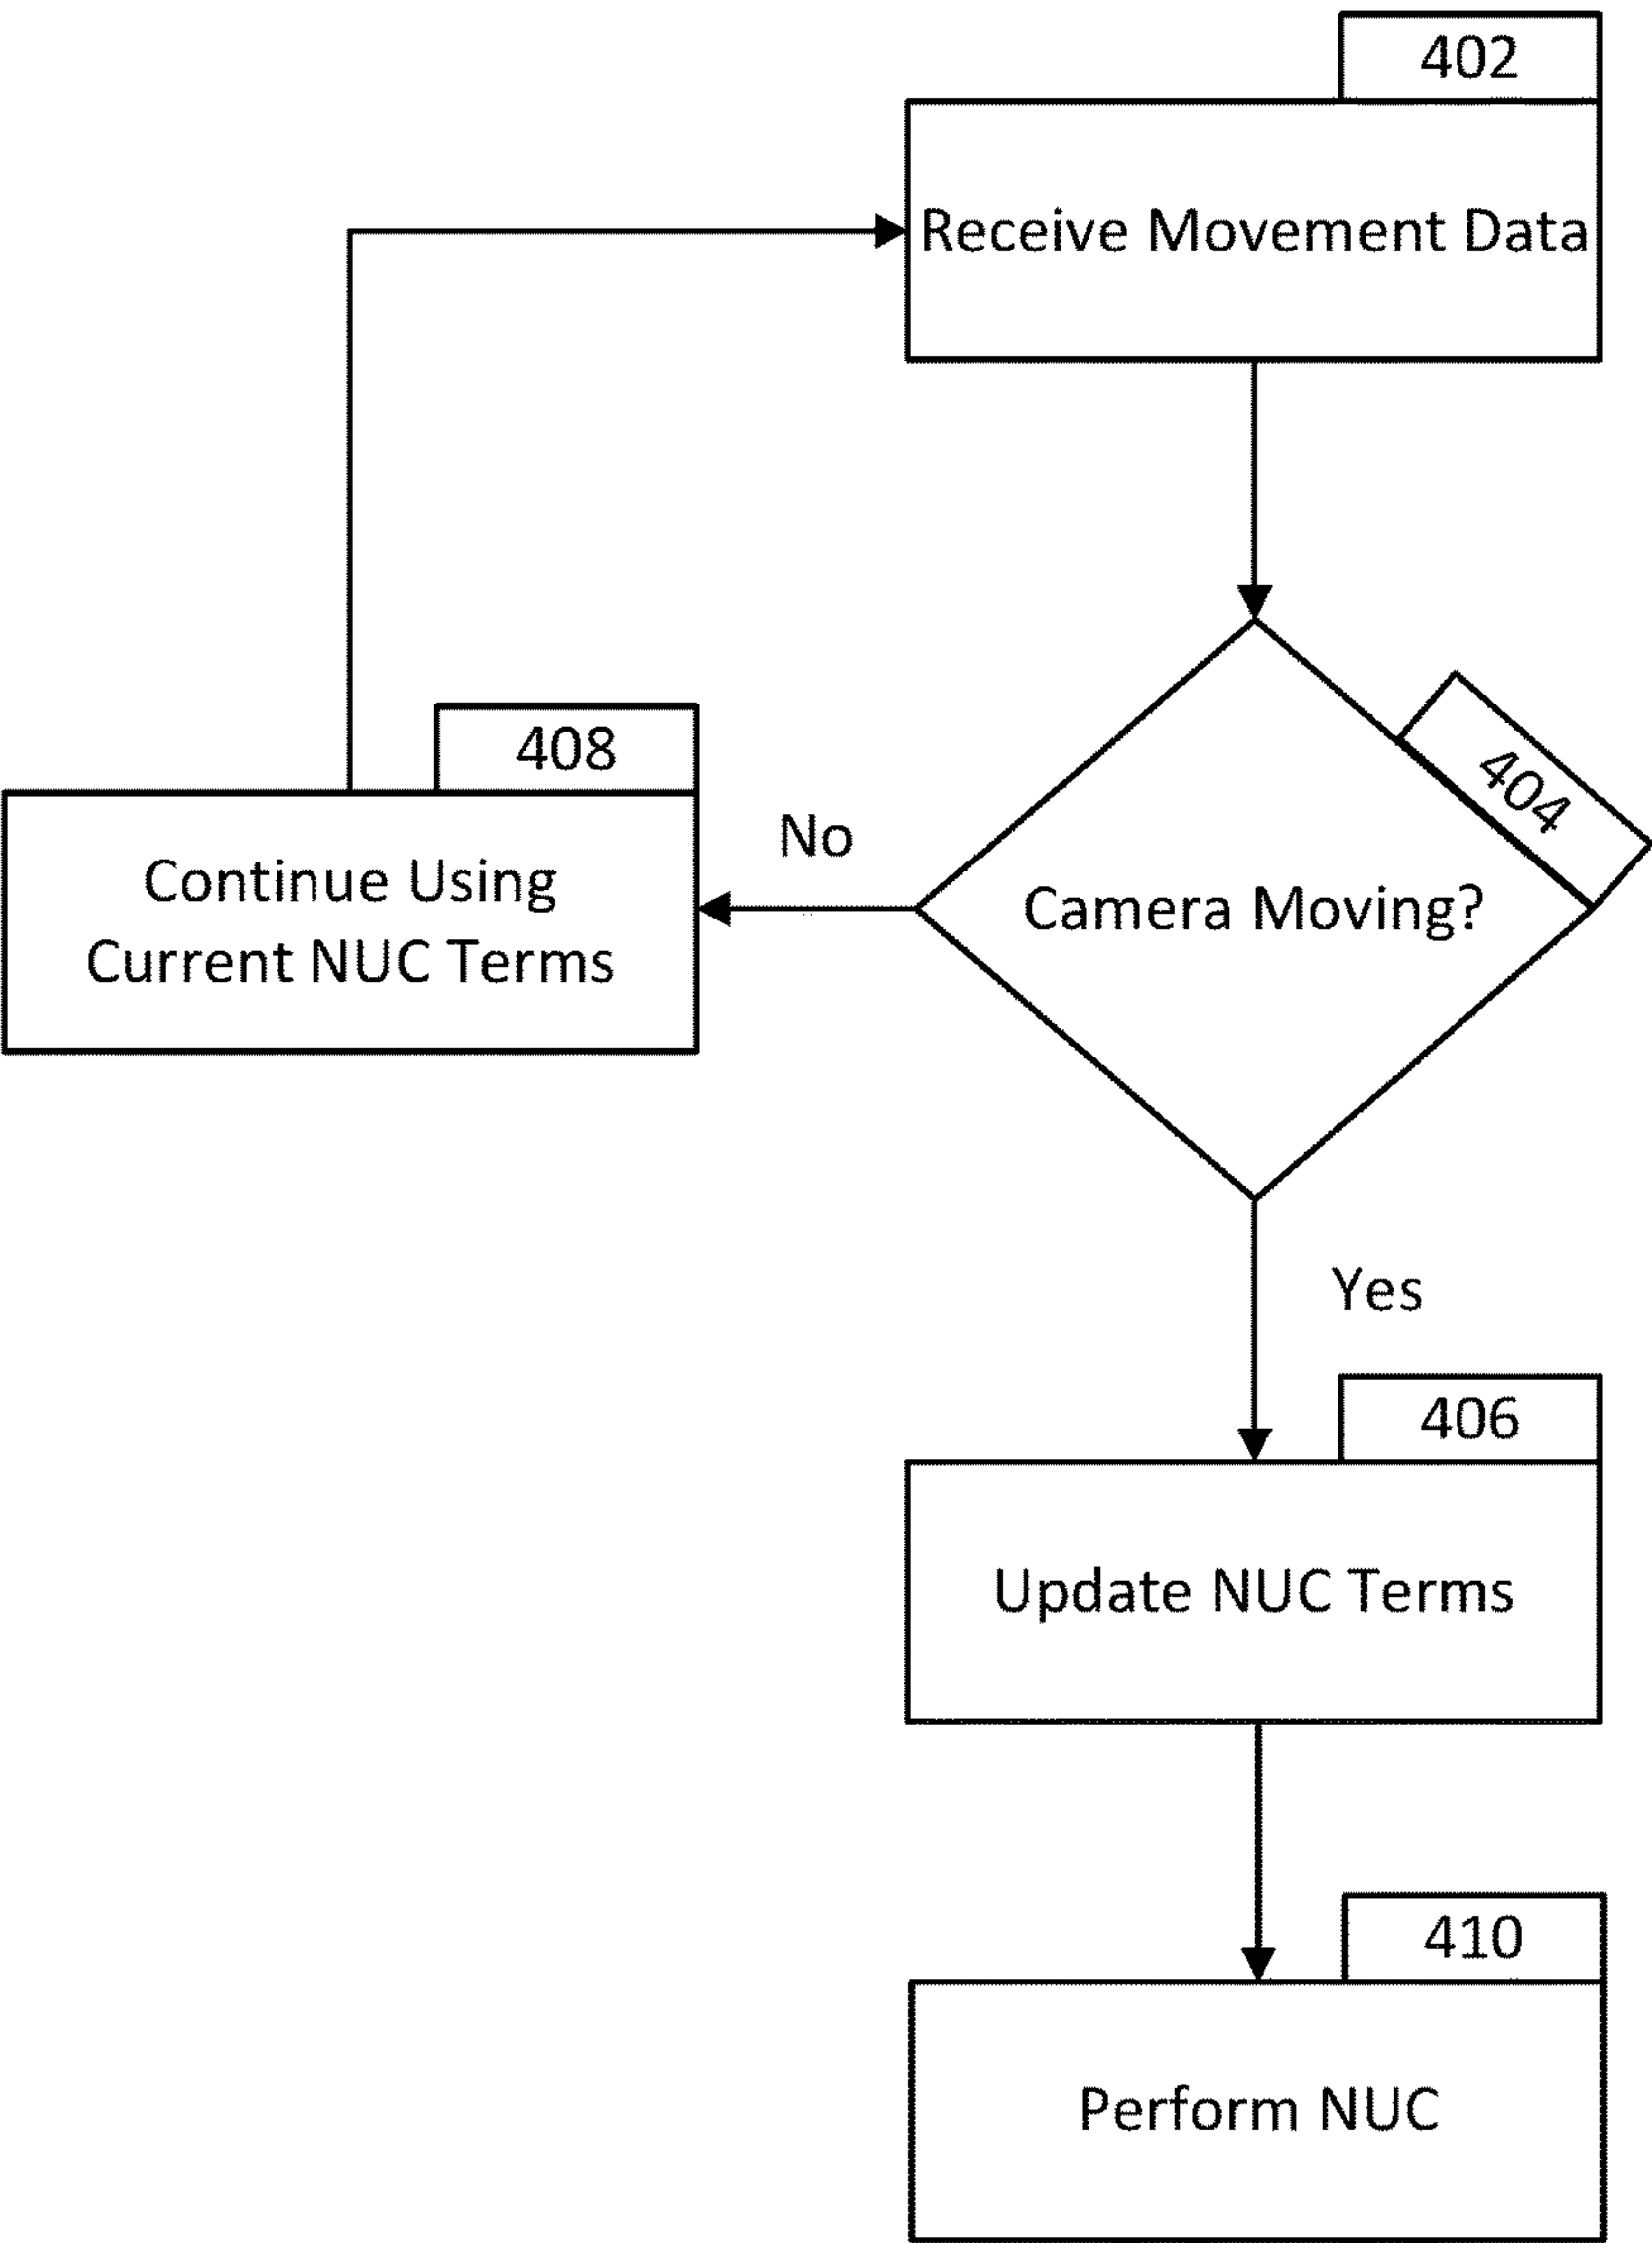 402
Receive Movement Data
404
Camera Moving?
No
408
Continue Using
Current NUC Terms
Yes
406
Update NUC Terms
410
Perform NUC